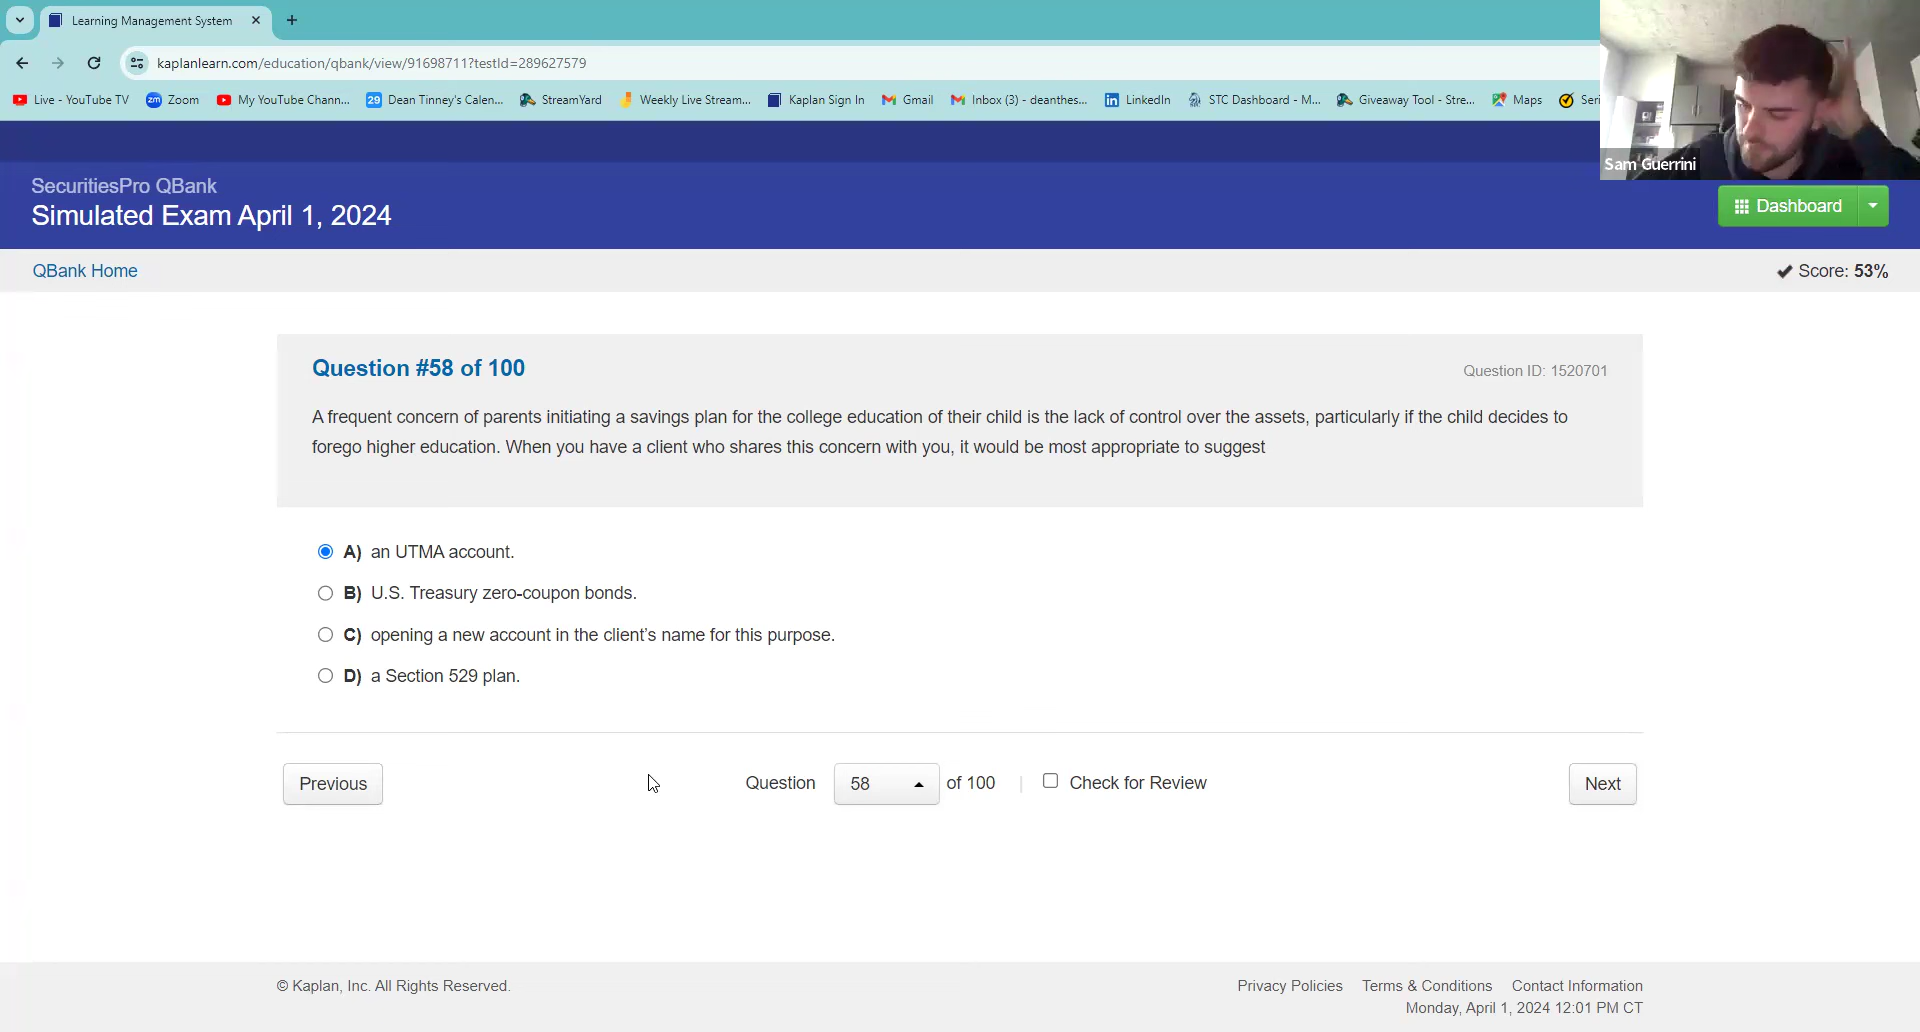 Learning Management System
kaplanlearn.com/education/qbank/view/91698711?testId=289627579
Live - YouTube TV
Zoom
My YouTube Chann...
Dean Tinney's Calen...
StreamYard
Weekly Live Stream...
Kaplan Sign In
Gmail
Inbox (3) - deanthes...
LinkedIn
STC Dashboard - M...
Giveaway Tool - Stre...
Maps
Seri
Sam Guerrini
SecuritiesPro QBank
Simulated Exam April 1, 2024
Dashboard
QBank Home
Score: 53%
Question #58 of 100
Question ID: 1520701
A frequent concern of parents initiating a savings plan for the college education of their child is the lack of control over the assets, particularly if the child decides to
forego higher education. When you have a client who shares this concern with you, it would be most appropriate to suggest
A) an UTMA account.
B) U.S. Treasury zero-coupon bonds.
C) opening a new account in the client's name for this purpose.
D) a Section 529 plan.
Previous
Question 58 of 100 | Check for Review
Next
© Kaplan, Inc. All Rights Reserved.
Privacy Policies Terms & Conditions Contact Information
Monday, April 1, 2024 12:01 PM CT